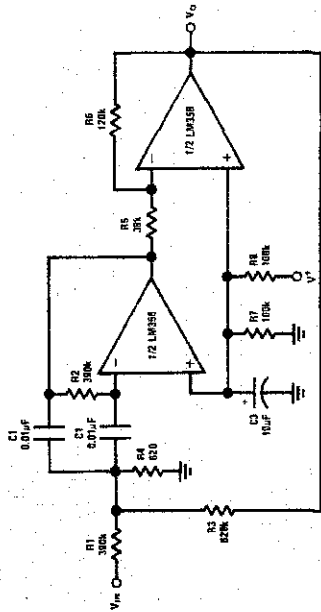 R6
120k
1/2 LM358
VO
R5
39k
C1
0.01µF
R2
390k
1/2 LM358
0.01µF
R4
620
VIN
R1
390k
R3
620k
C3
+
10µF
R7
100k
R8
100k
V+
−
+
−
+